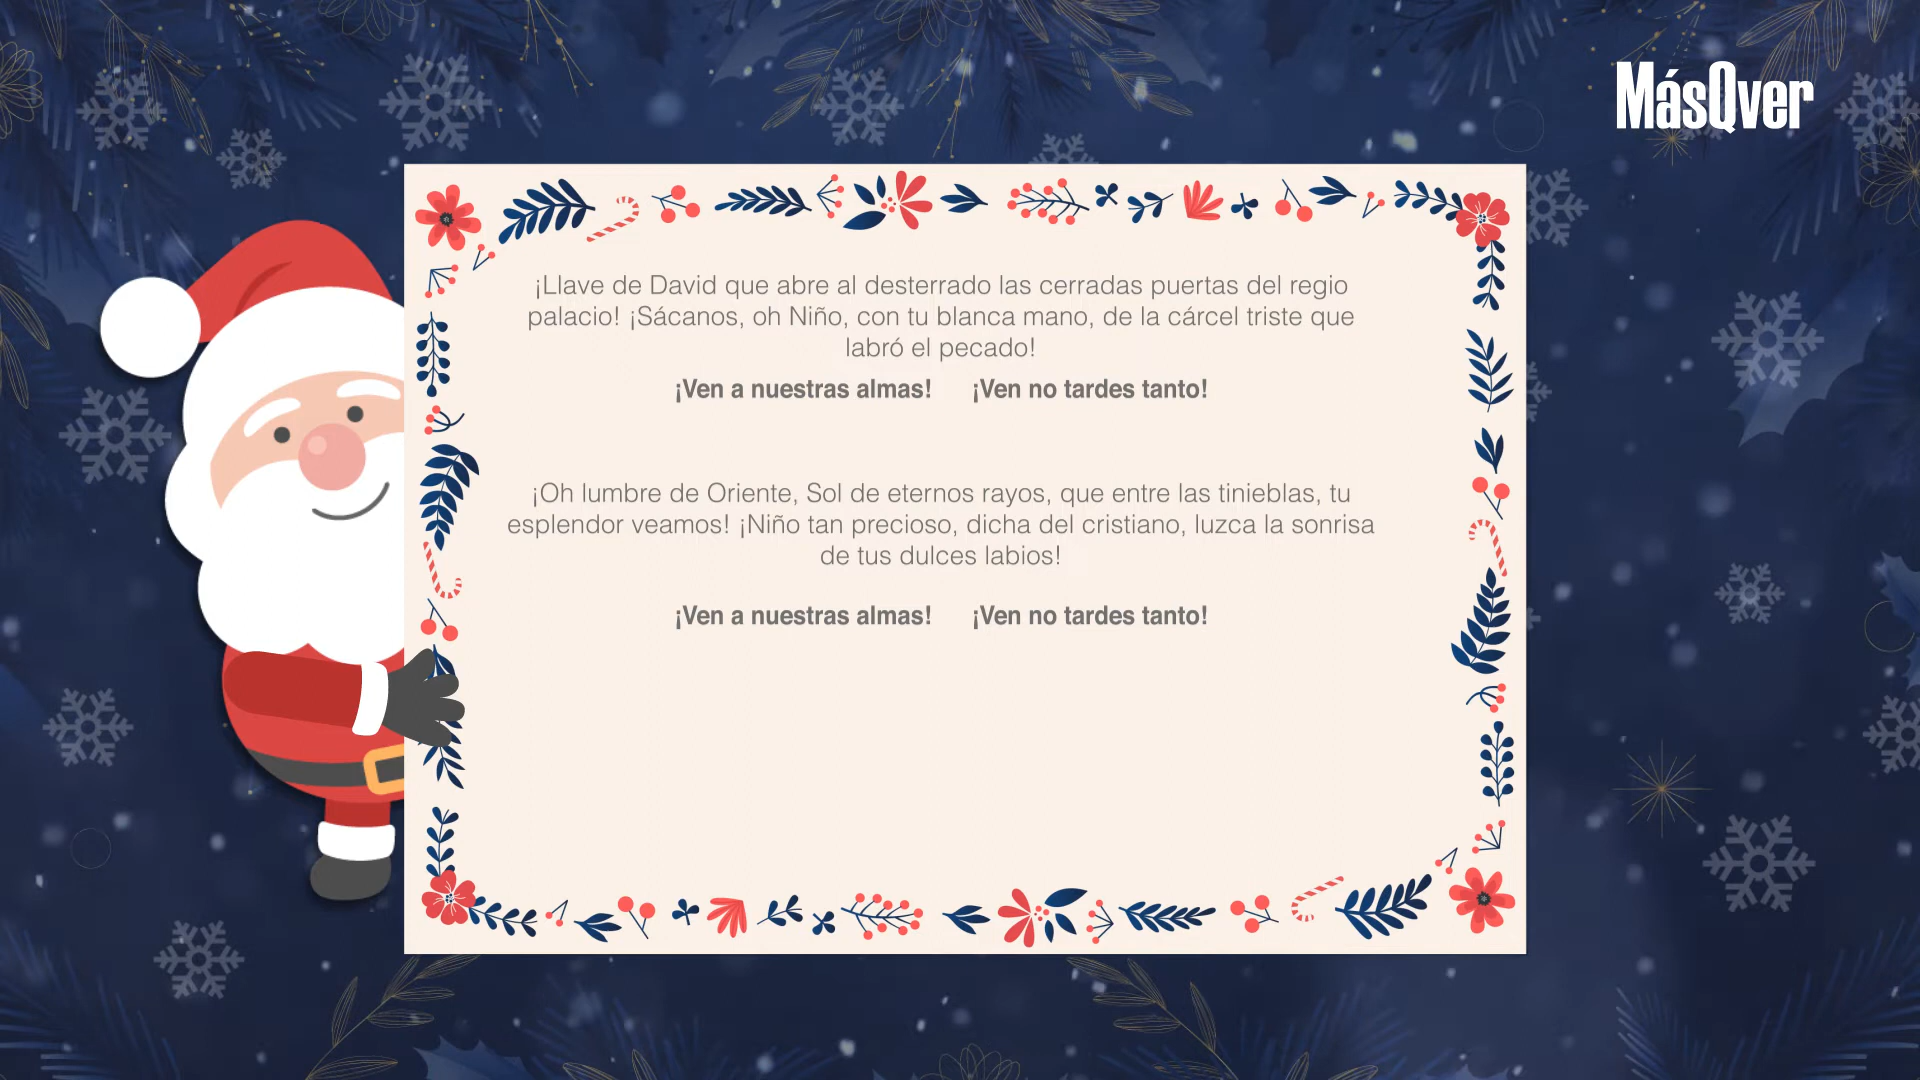 MásQver
¡Llave de David que abre al desterrado las cerradas puertas del regio
palacio! ¡Sácanos, oh Niño, con tu blanca mano, de la cárcel triste que
labró el pecado!
¡Ven a nuestras almas! ¡Ven no tardes tanto!
¡Oh lumbre de Oriente, Sol de eternos rayos, que entre las tinieblas, tu
esplendor veamos! ¡Niño tan precioso, dicha del cristiano, luzca la sonrisa
de tus dulces labios!
¡Ven a nuestras almas! ¡Ven no tardes tanto!